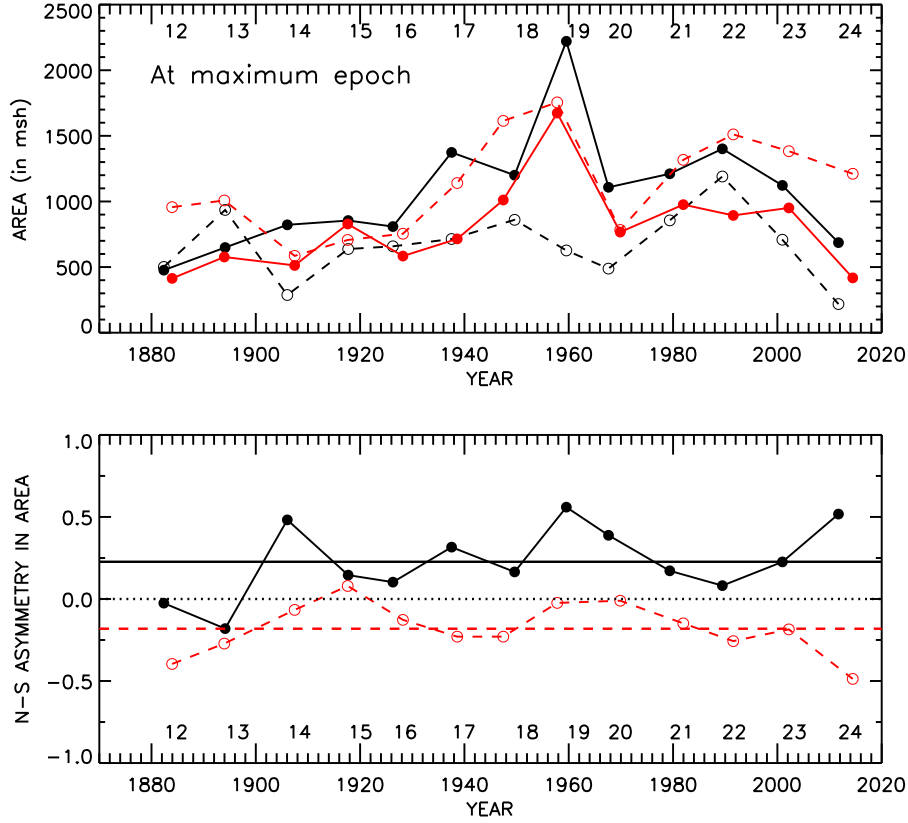 2500
12 13 14 15 16 17 18 19 20 21 22 23 24
2000
At maximum epoch
1500
AREA (in msh)
1000
500
0
1880 1900 1920 1940 1960 1980 2000 2020
YEAR
1.0
0.5
N–S ASYMMETRY IN AREA
0.0
−0.5
12 13 14 15 16 17 18 19 20 21 22 23 24
−1.0
1880 1900 1920 1940 1960 1980 2000 2020
YEAR